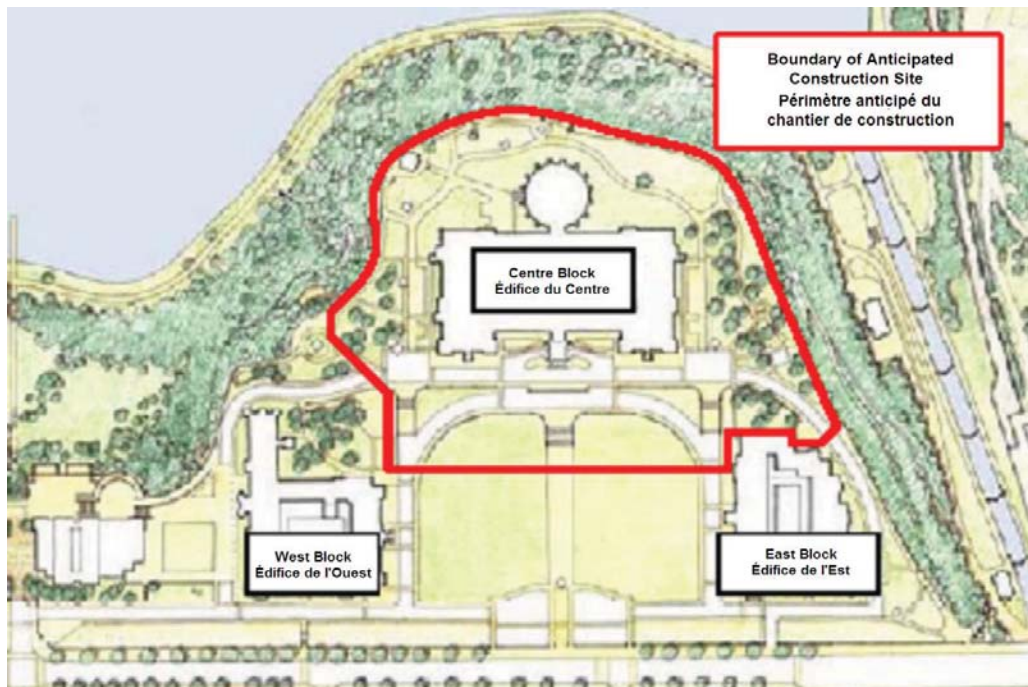 Boundary of Anticipated
Construction Site
Périmètre anticipé du
chantier de construction
Centre Block
Édifice du Centre
West Block
Édifice de l'Ouest
East Block
Édifice de l'Est